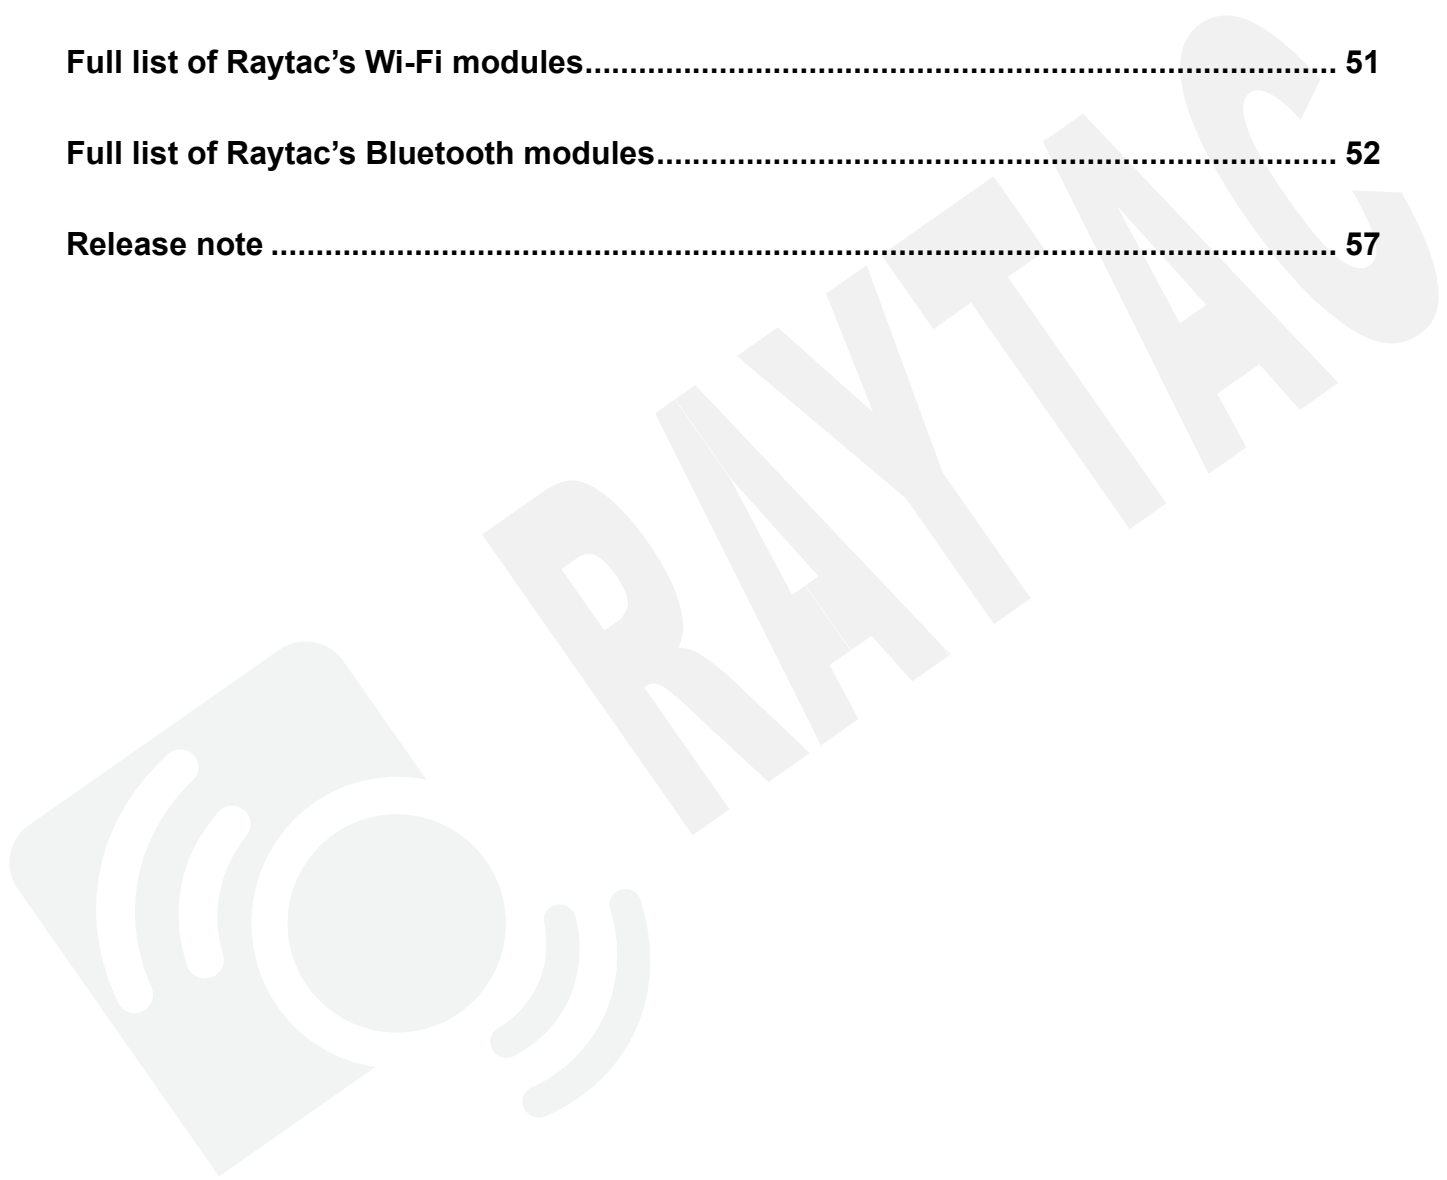 Full list of Raytac’s Wi-Fi modules.................................................................................... 51
Full list of Raytac’s Bluetooth modules............................................................................ 52
Release note ....................................................................................................................... 57
RAYTAC